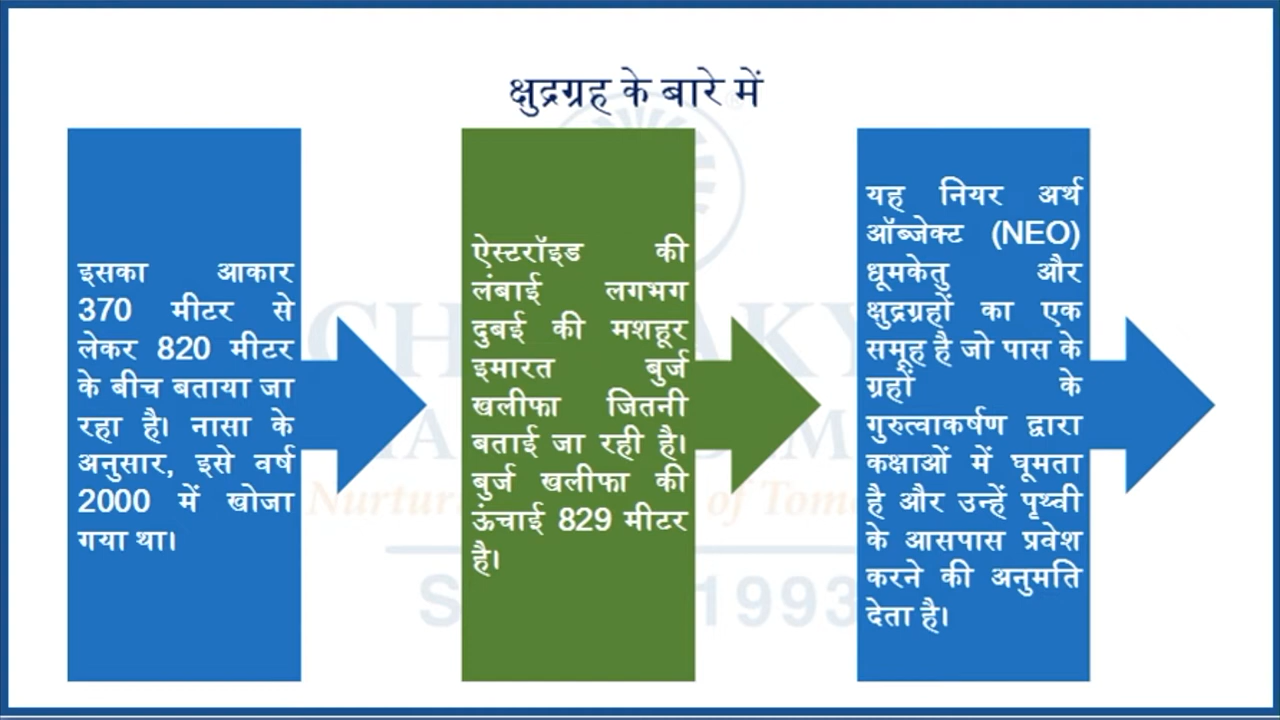 क्षुद्रग्रह के बारे में
इसका आकार
370 मीटर से
लेकर 820 मीटर
के बीच बताया जा
रहा है। नासा के
अनुसार, इसे वर्ष
2000 में खोजा
गया था।
ऐस्टरॉइड की
लंबाई लगभग
दुबई की मशहूर
इमारत बुर्ज
खलीफा जितनी
बताई जा रही है।
बुर्ज खलीफा की
ऊंचाई 829 मीटर
है।
यह नियर अर्थ
ऑब्जेक्ट (NEO)
धूमकेतु और
क्षुद्रग्रहों का एक
समूह है जो पास के
ग्रहों के
गुरुत्वाकर्षण द्वारा
कक्षाओं में घूमता
है और उन्हें पृथ्वी
के आसपास प्रवेश
करने की अनुमति
देता है।
1993